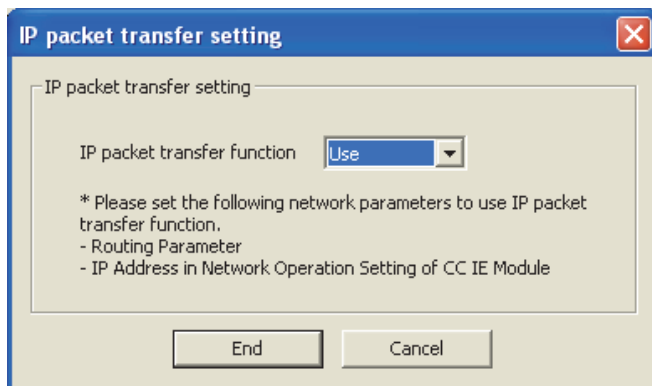 IP packet transfer setting
IP packet transfer setting
IP packet transfer function Use
* Please set the following network parameters to use IP packet
transfer function.
- Routing Parameter
- IP Address in Network Operation Setting of CC IE Module
End Cancel